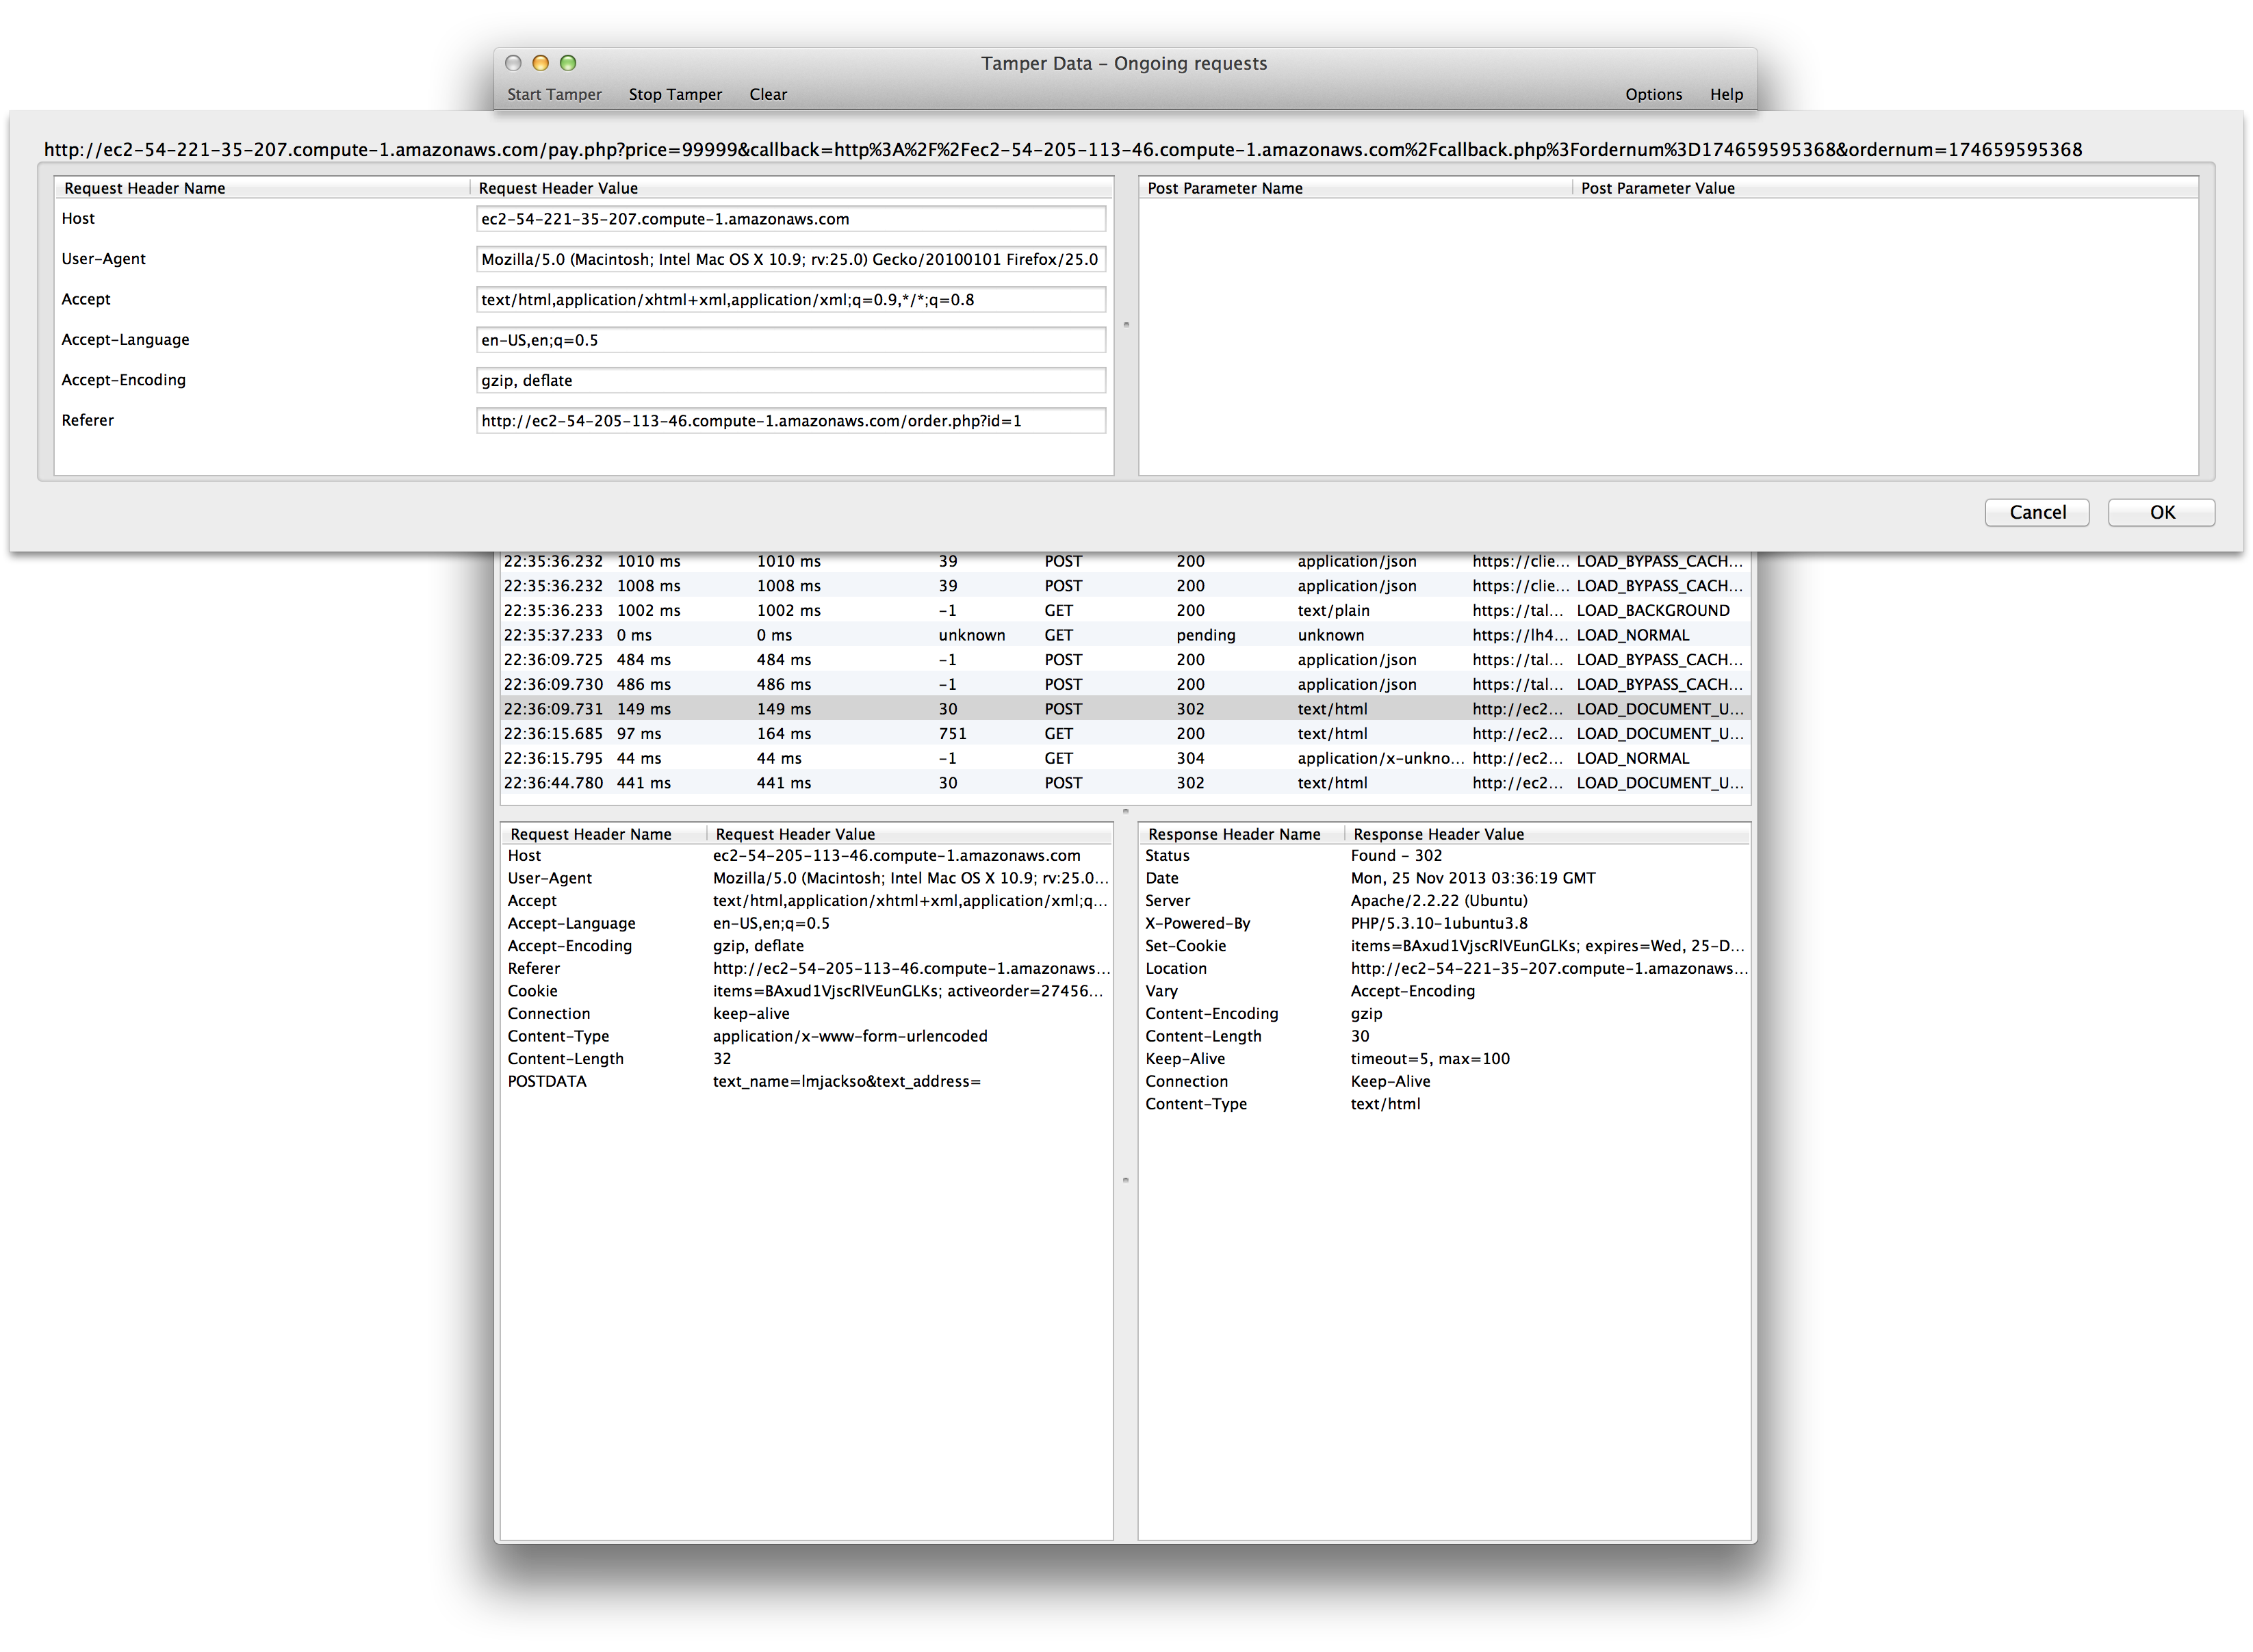 Tamper Data – Ongoing requests
Start Tamper Stop Tamper Clear Options Help
http://ec2-54-221-35-207.compute-1.amazonaws.com/pay.php?price=99999&callback=http%3A%2F%2Fec2-54-205-113-46.compute-1.amazonaws.com%2Fcallback.php%3Fordernum%3D174659595368&ordernum=174659595368
Request Header Name Request Header Value Post Parameter Name Post Parameter Value
Host ec2-54-221-35-207.compute-1.amazonaws.com
User-Agent Mozilla/5.0 (Macintosh; Intel Mac OS X 10.9; rv:25.0) Gecko/20100101 Firefox/25.0
Accept text/html,application/xhtml+xml,application/xml;q=0.9,*/*;q=0.8
Accept-Language en-US,en;q=0.5
Accept-Encoding gzip, deflate
Referer http://ec2-54-205-113-46.compute-1.amazonaws.com/order.php?id=1
Cancel OK
22:35:36.232 1010 ms 1010 ms 39 POST 200 application/json https://clie... LOAD_BYPASS_CACH...
22:35:36.232 1008 ms 1008 ms 39 POST 200 application/json https://clie... LOAD_BYPASS_CACH...
22:35:36.233 1002 ms 1002 ms -1 GET 200 text/plain https://tal... LOAD_BACKGROUND
22:35:37.233 0 ms 0 ms unknown GET pending unknown https://lh4... LOAD_NORMAL
22:36:09.725 484 ms 484 ms -1 POST 200 application/json https://tal... LOAD_BYPASS_CACH...
22:36:09.730 486 ms 486 ms -1 POST 200 application/json https://tal... LOAD_BYPASS_CACH...
22:36:09.731 149 ms 149 ms 30 POST 302 text/html http://ec2... LOAD_DOCUMENT_U...
22:36:15.685 97 ms 164 ms 751 GET 200 text/html http://ec2... LOAD_DOCUMENT_U...
22:36:15.795 44 ms 44 ms -1 GET 304 application/x-unkno... http://ec2... LOAD_NORMAL
22:36:44.780 441 ms 441 ms 30 POST 302 text/html http://ec2... LOAD_DOCUMENT_U...
Request Header Name Request Header Value
Host ec2-54-205-113-46.compute-1.amazonaws.com
User-Agent Mozilla/5.0 (Macintosh; Intel Mac OS X 10.9; rv:25.0...
Accept text/html,application/xhtml+xml,application/xml;q...
Accept-Language en-US,en;q=0.5
Accept-Encoding gzip, deflate
Referer http://ec2-54-205-113-46.compute-1.amazonaws...
Cookie items=BAxud1VjscRlVEunGLKs; activeorder=27456...
Connection keep-alive
Content-Type application/x-www-form-urlencoded
Content-Length 32
POSTDATA text_name=lmjackso&text_address=
Response Header Name Response Header Value
Status Found - 302
Date Mon, 25 Nov 2013 03:36:19 GMT
Server Apache/2.2.22 (Ubuntu)
X-Powered-By PHP/5.3.10-1ubuntu3.8
Set-Cookie items=BAxud1VjscRlVEunGLKs; expires=Wed, 25-D...
Location http://ec2-54-221-35-207.compute-1.amazonaws...
Vary Accept-Encoding
Content-Encoding gzip
Content-Length 30
Keep-Alive timeout=5, max=100
Connection Keep-Alive
Content-Type text/html